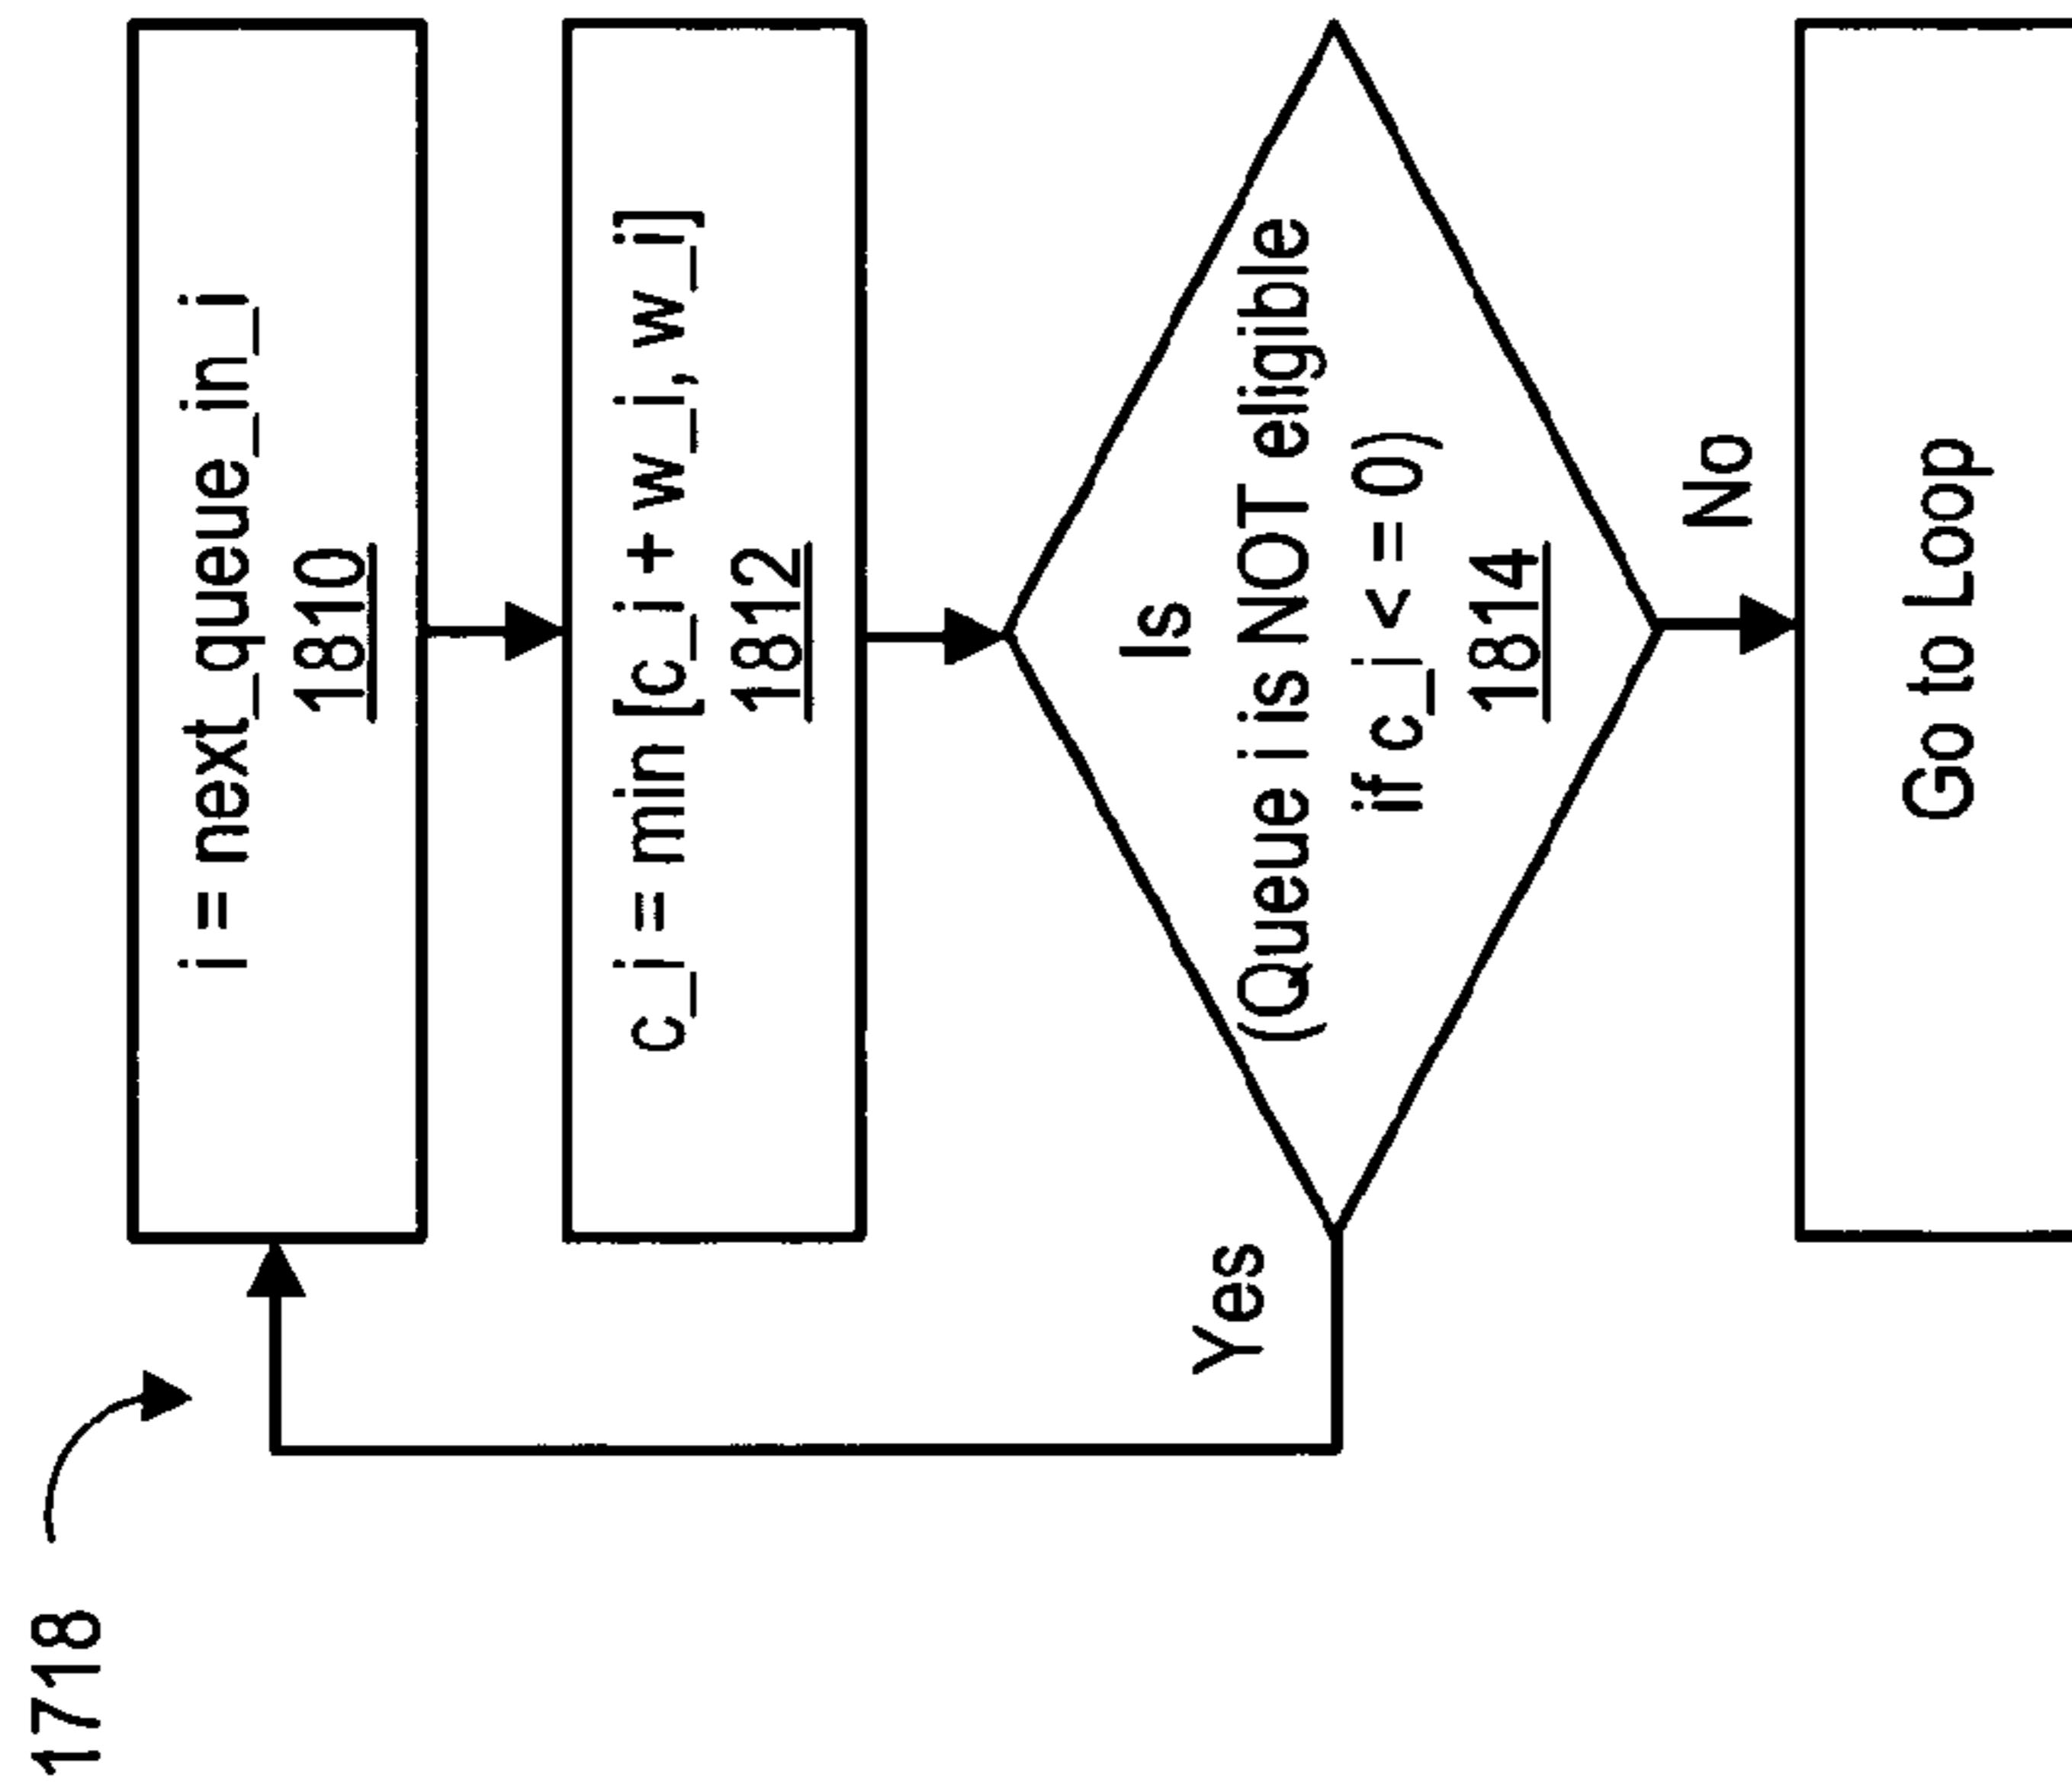 1718
i = next_queue_in_i
1810
c_i = min [c_i + w_i, w_i]
1812
Is
(Queue i is NOT eligible
if c_i < = 0)
1814
Yes
No
Go to Loop